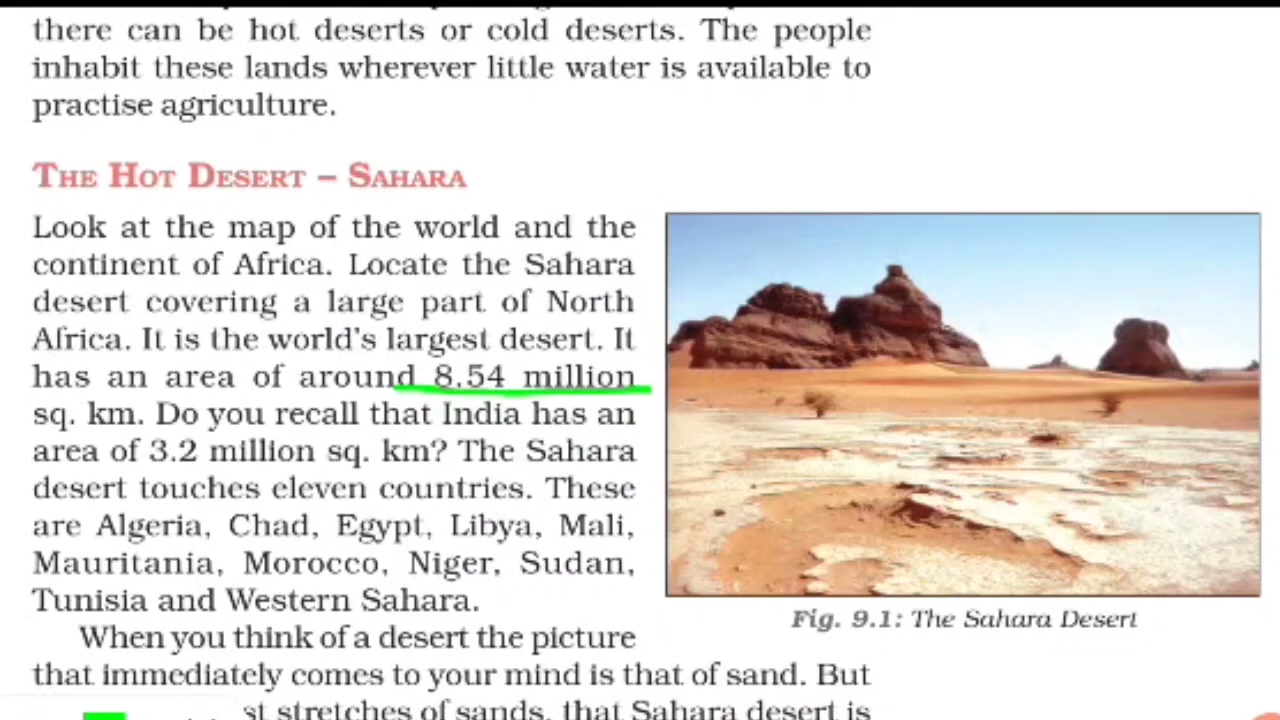 there can be hot deserts or cold deserts. The people
inhabit these lands wherever little water is available to
practise agriculture.
THE HOT DESERT – SAHARA
Look at the map of the world and the
continent of Africa. Locate the Sahara
desert covering a large part of North
Africa. It is the world's largest desert. It
has an area of around 8.54 million
sq. km. Do you recall that India has an
area of 3.2 million sq. km? The Sahara
desert touches eleven countries. These
are Algeria, Chad, Egypt, Libya, Mali,
Mauritania, Morocco, Niger, Sudan,
Tunisia and Western Sahara.
When you think of a desert the picture
that immediately comes to your mind is that of sand. But
stretches of sands, that Sahara desert is
Fig. 9.1: The Sahara Desert